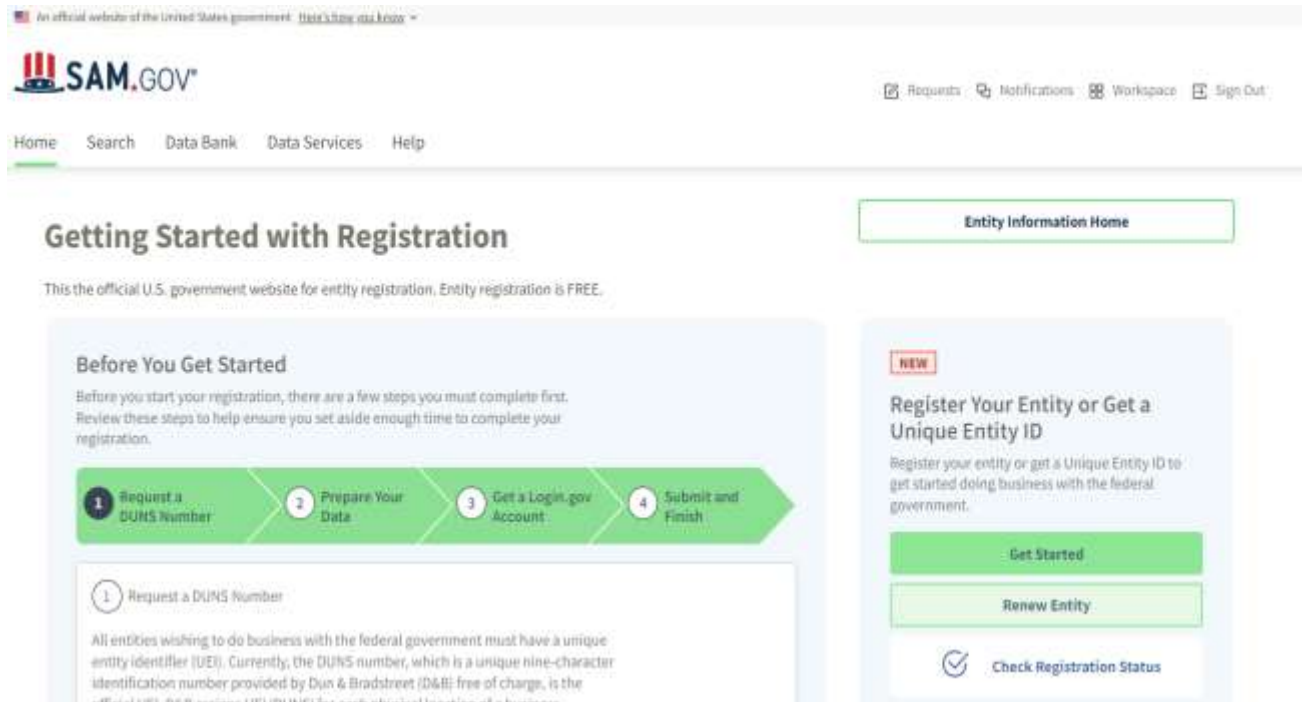 An official website of the United States government Here's how you know
SAM.GOV®
Requests Notifications Workspace Sign Out
Home Search Data Bank Data Services Help
Getting Started with Registration
Entity Information Home
This the official U.S. government website for entity registration. Entity registration is FREE.
Before You Get Started
Before you start your registration, there are a few steps you must complete first.
Review these steps to help ensure you set aside enough time to complete your
registration.
1 Request a
DUNS Number
2 Prepare Your
Data
3 Get a Login.gov
Account
4 Submit and
Finish
1 Request a DUNS Number
All entities wishing to do business with the federal government must have a unique
entity identifier (UEI). Currently, the DUNS number, which is a unique nine-character
identification number provided by Dun & Bradstreet (D&B) free of charge, is the
NEW
Register Your Entity or Get a
Unique Entity ID
Register your entity or get a Unique Entity ID to
get started doing business with the federal
government.
Get Started
Renew Entity
Check Registration Status